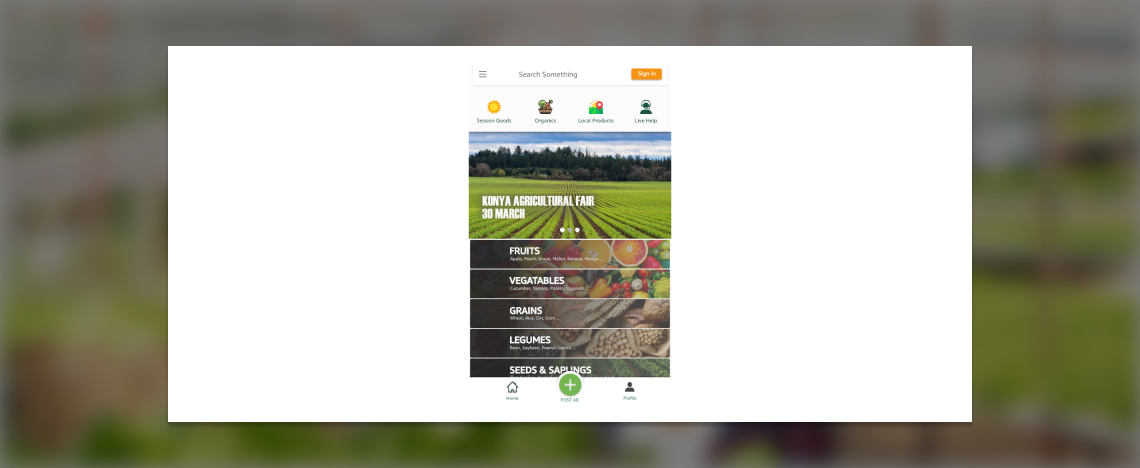 Search Something
Sign In
Session Goods
Organics
Local Products
Live Help
KONYA AGRICULTURAL FAIR
30 MARCH
FRUITS
Apple, Peach, Grape, Melon, Banana, Mango ...
VEGATABLES
Cucumber, Tomato, Potato, Eggplant...
GRAINS
Wheat, Rice, Oat, Corn ...
LEGUMES
Bean, Soybean, Peanut, Lentils ...
SEEDS & SAPLINGS
Home
POST AD
Profile